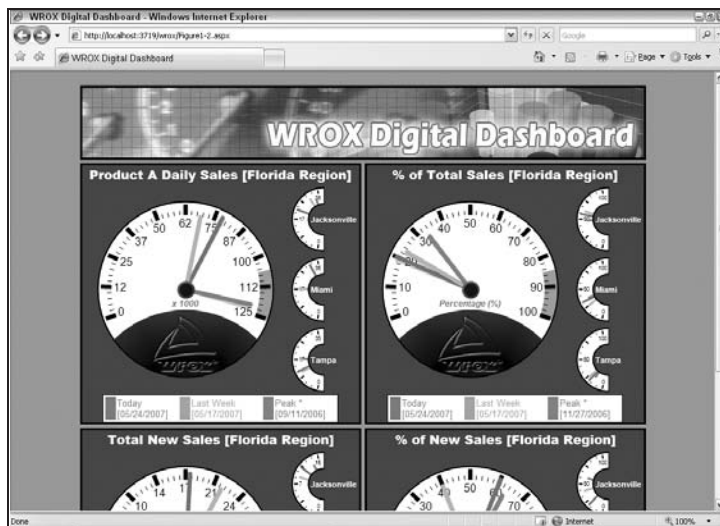 WROX Digital Dashboard - Windows Internet Explorer
http://localhost:3719/wrox/Figure1-2.aspx
Google
WROX Digital Dashboard
Page
Tools
WROX Digital Dashboard
Product A Daily Sales [Florida Region]
0 12 25 37 50 62 75 87 100 112 125
x 1000
wrox
Jacksonville
Miami
Tampa
Today
[05/24/2007]
Last Week
[05/17/2007]
Peak *
[09/11/2006]
% of Total Sales [Florida Region]
0 10 20 30 40 50 60 70 80 90 100
Percentage (%)
wrox
Jacksonville
Miami
Tampa
Today
[05/24/2007]
Last Week
[05/17/2007]
Peak *
[11/27/2006]
Total New Sales [Florida Region]
10 14 17 21 24
Jacksonville
% of New Sales [Florida Region]
40 50 60
Jacksonville
Done
Internet
100%